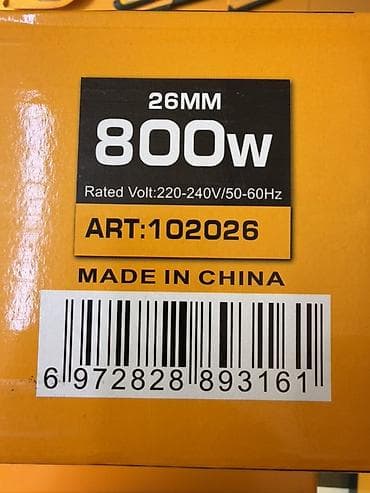 26MM
800W
Rated Volt:220-240V/50-60Hz
ART:102026
MADE IN CHINA
6 972828 893161